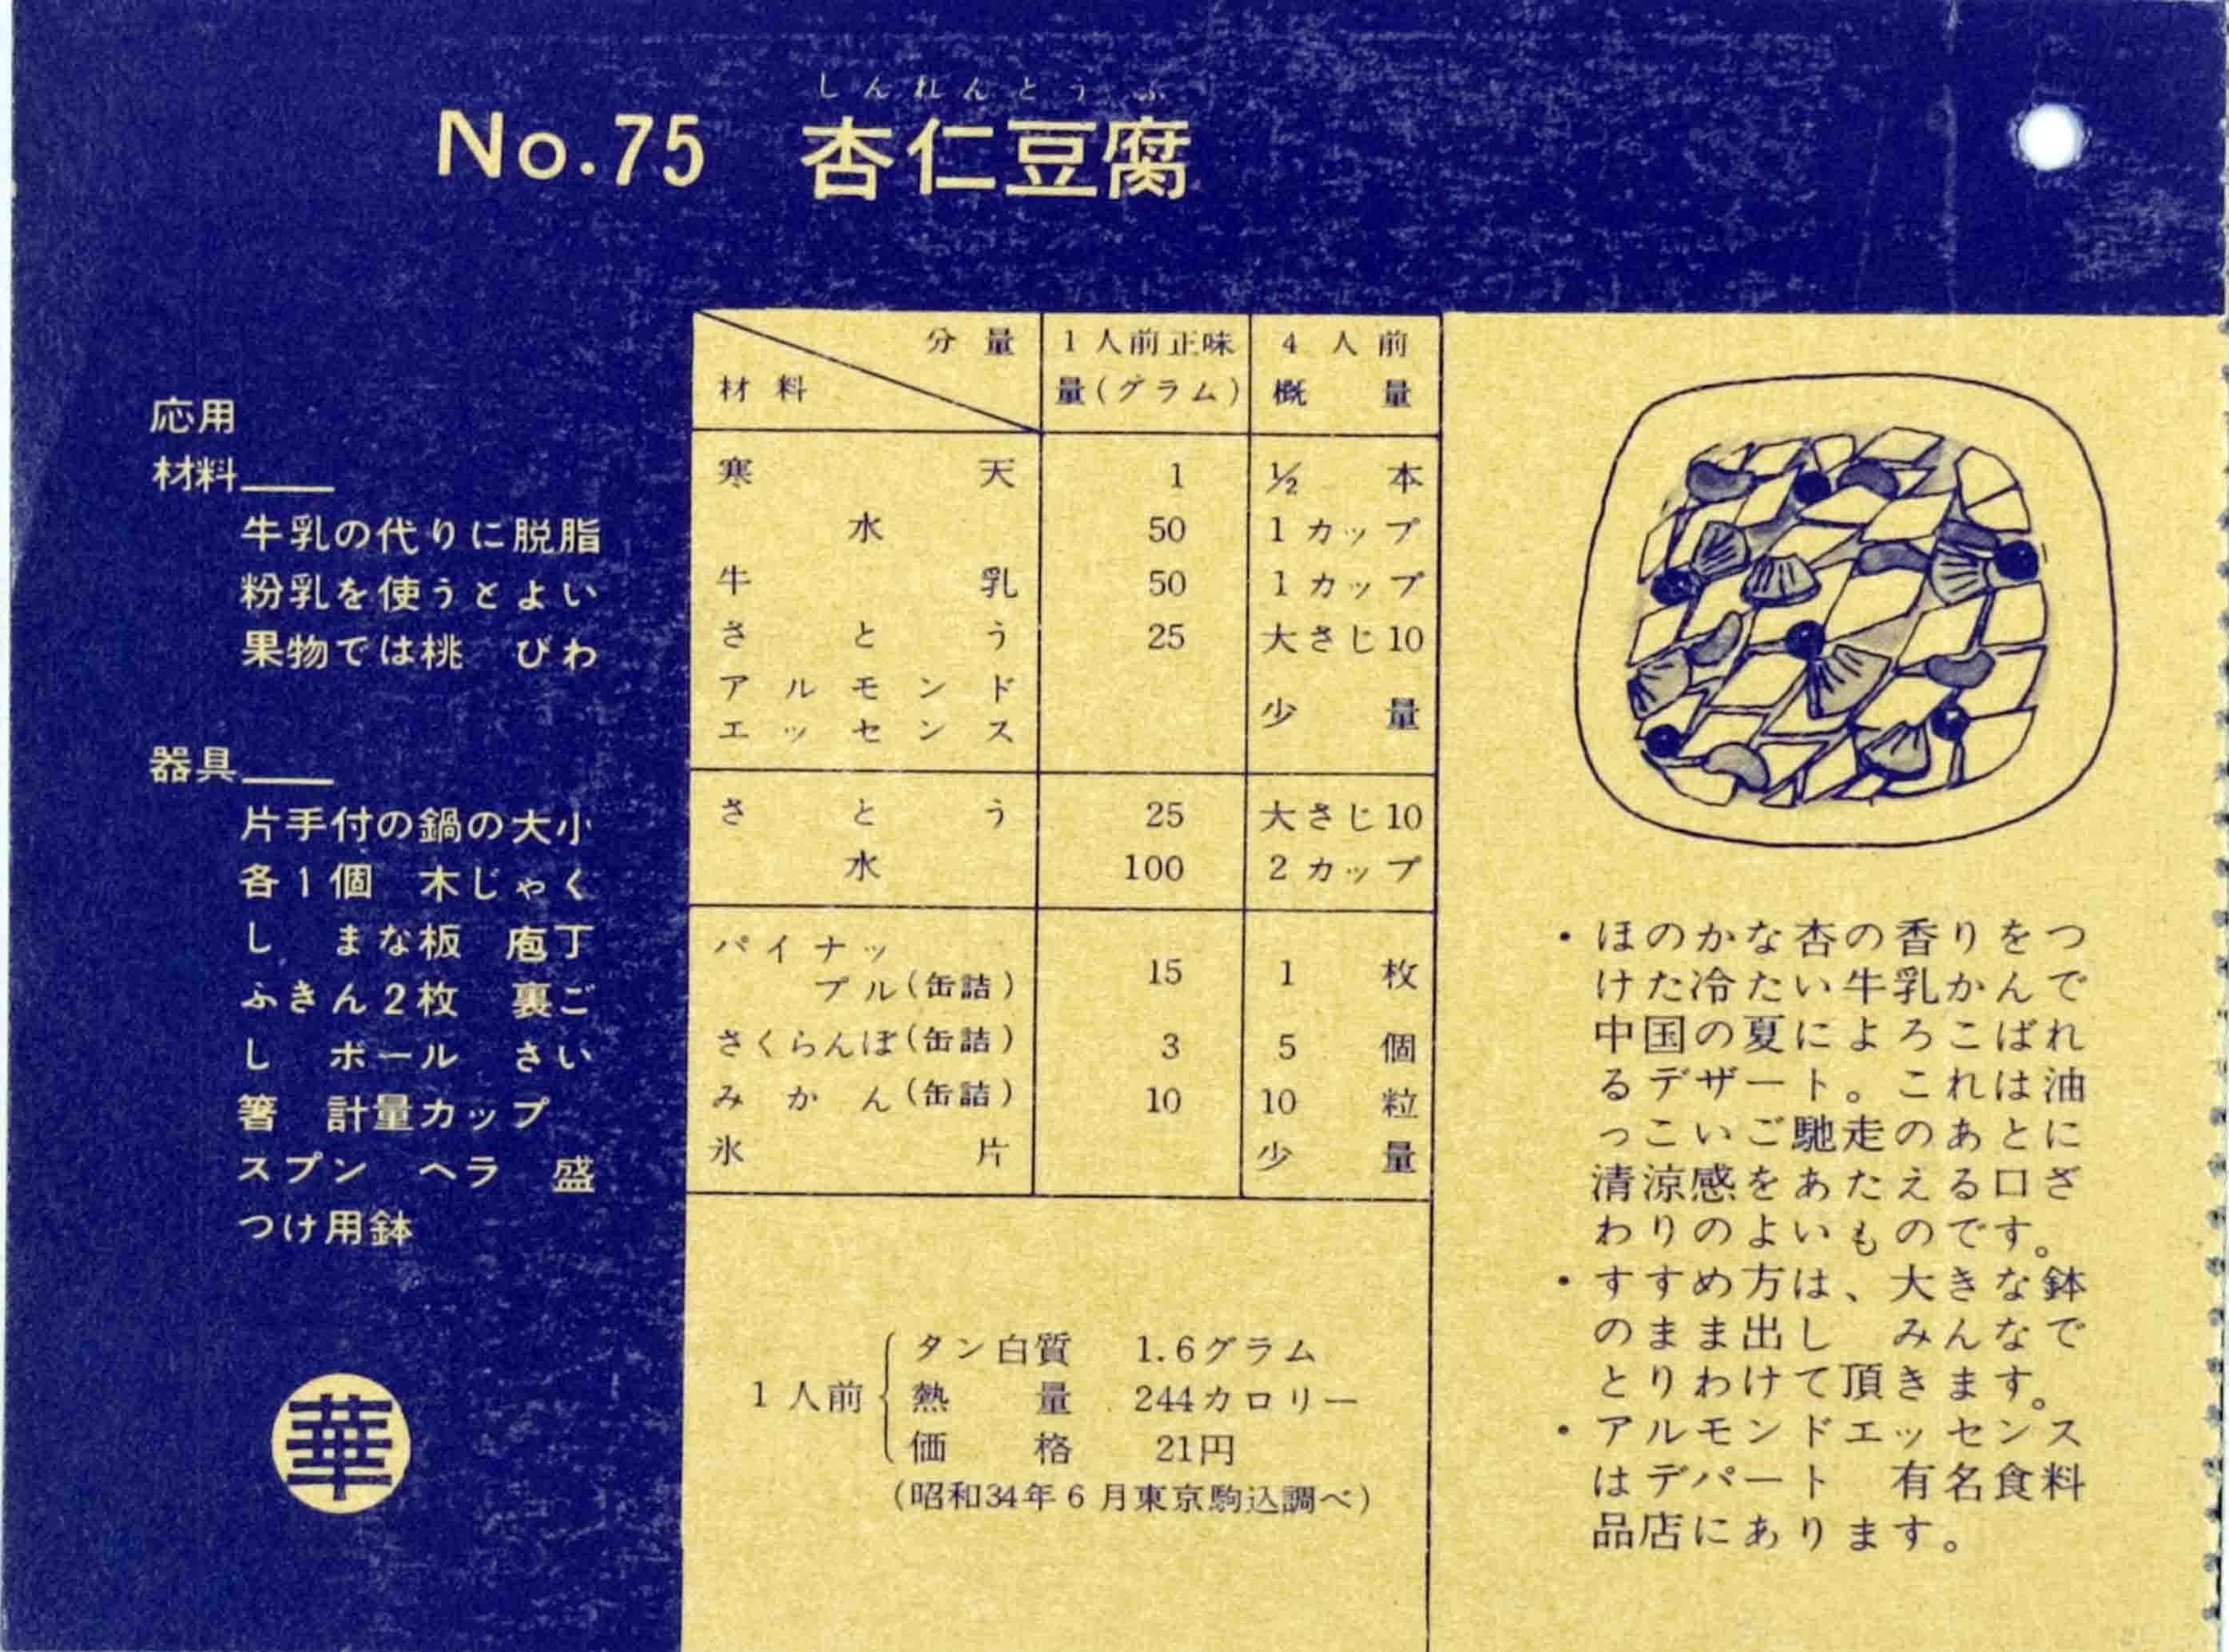 しんれんとうふ
No.75 杏仁豆腐
応用
材料
牛乳の代りに脱脂
粉乳を使うとよい
果物では桃 びわ
器具
片手付の鍋の大小
各1個 木じゃく
し まな板 庖丁
ふきん2枚 裏ご
し ボール さい
箸 計量カップ
スプン ヘラ 盛
つけ用鉢
華
分量 1人前正味 4人前
材料 量(グラム) 概量
寒天 1 ½本
水 50 1カップ
牛乳 50 1カップ
さとう 25 大さじ10
アルモンド
エッセンス 少量
さとう 25 大さじ10
水 100 2カップ
パイナッ
プル(缶詰) 15 1枚
さくらんぼ(缶詰) 3 5個
みかん(缶詰) 10 10粒
氷片 少量
タン白質 1.6グラム
1人前 熱量 244カロリー
価格 21円
(昭和34年6月東京駒込調べ)
・ほのかな杏の香りをつ
けた冷たい牛乳かんで
中国の夏によろこばれ
るデザート。これは油
っこいご馳走のあとに
清涼感をあたえる口ざ
わりのよいものです。
・すすめ方は、大きな鉢
のまま出し みんなで
とりわけて頂きます。
・アルモンドエッセンス
はデパート 有名食料
品店にあります。